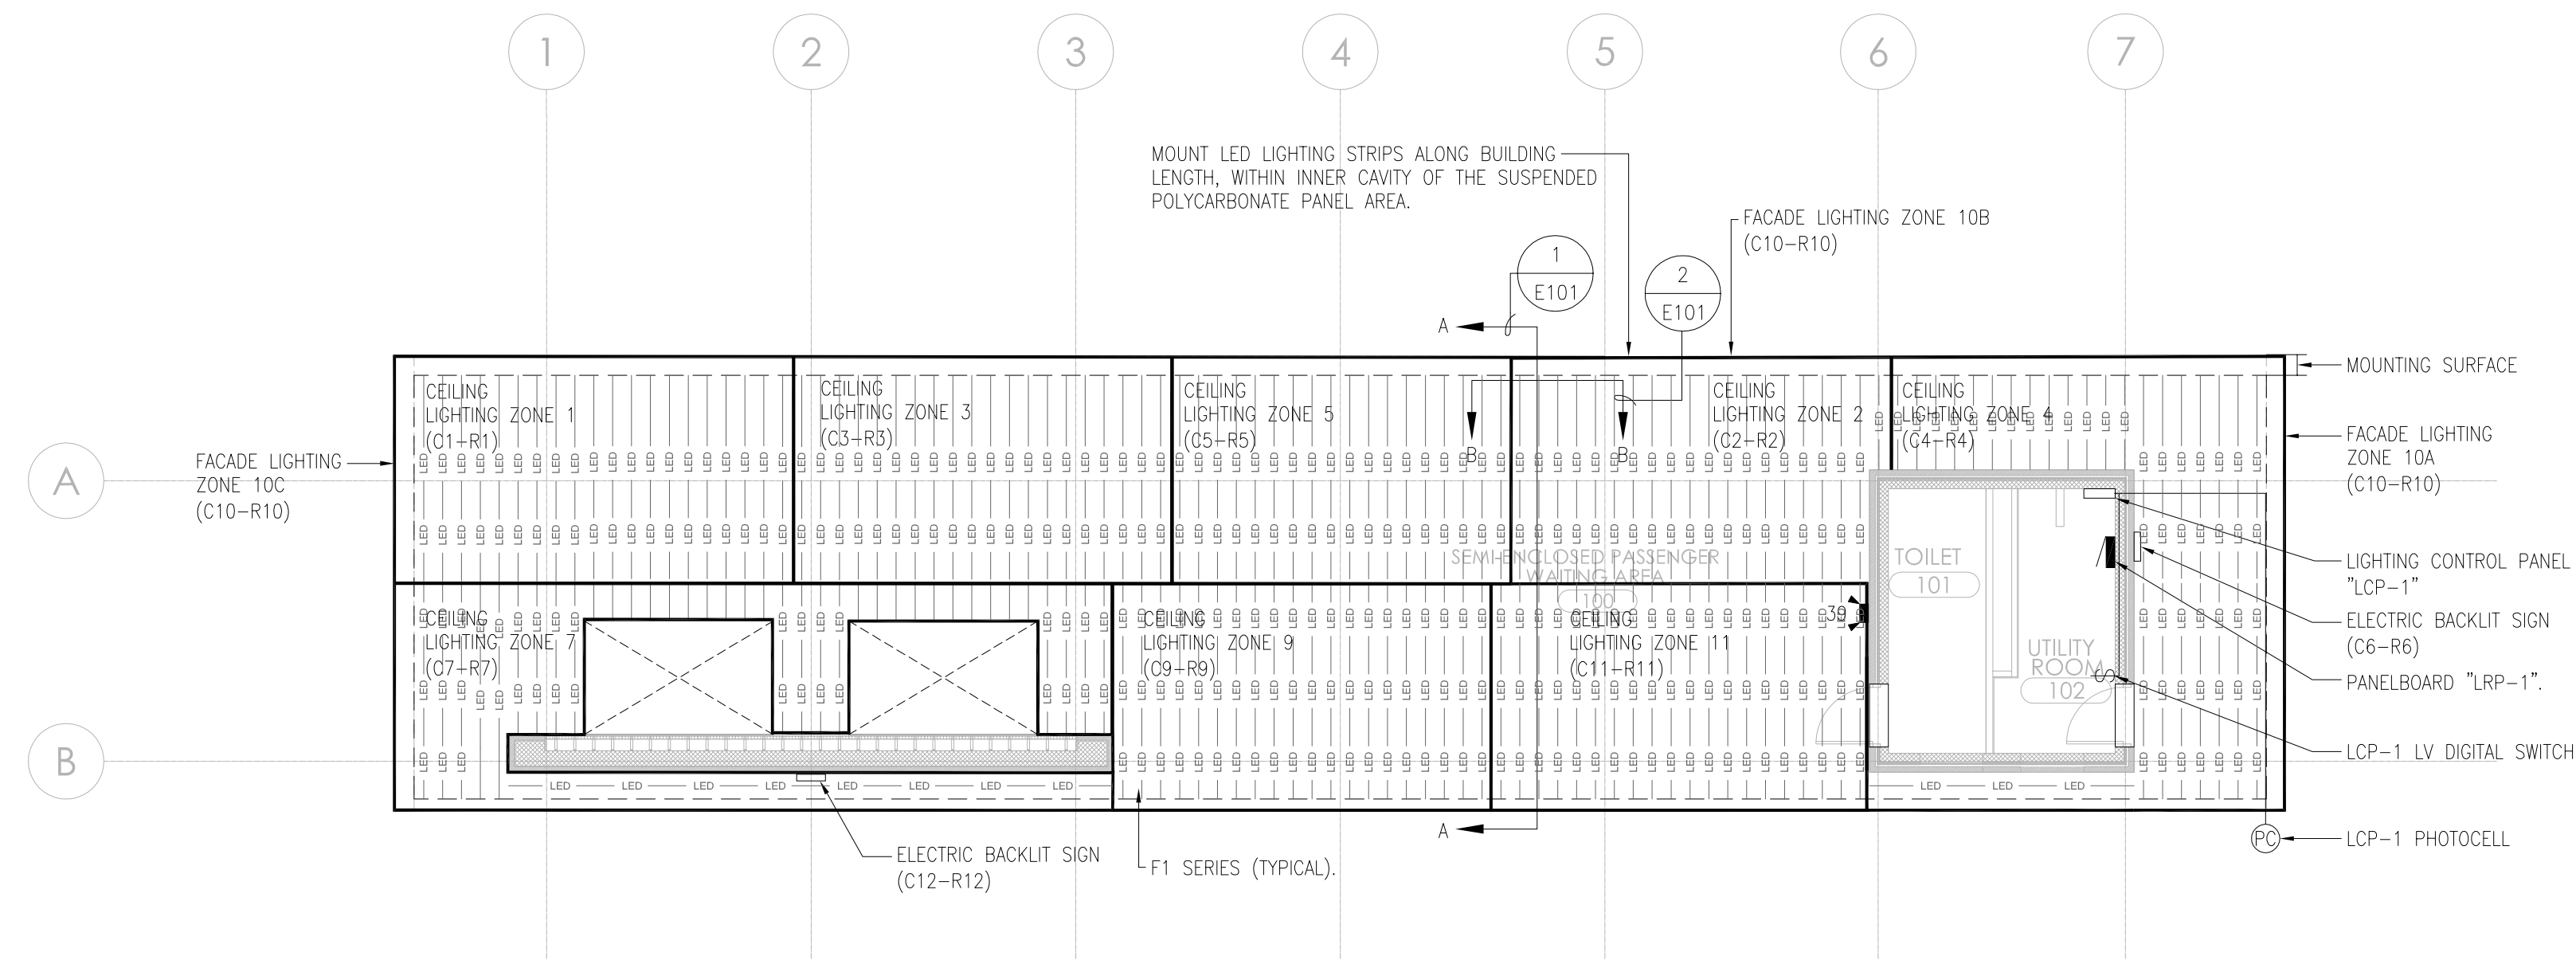 1
2
3
4
5
6
7
MOUNT LED LIGHTING STRIPS ALONG BUILDING
LENGTH, WITHIN INNER CAVITY OF THE SUSPENDED
POLYCARBONATE PANEL AREA.
FACADE LIGHTING ZONE 10B
(C10-R10)
1
E101
2
E101
A
MOUNTING SURFACE
CEILING
LIGHTING ZONE 1
(C1-R1)
CEILING
LIGHTING ZONE 3
(C3-R3)
CEILING
LIGHTING ZONE 5
(C5-R5)
CEILING
LIGHTING ZONE 2
(C2-R2)
CEILING
LIGHTING ZONE 4
(C4-R4)
B
B
A
FACADE LIGHTING
ZONE 10C
(C10-R10)
FACADE LIGHTING
ZONE 10A
(C10-R10)
LED
SEMI-ENCLOSED PASSENGER
WAITING AREA
100
TOILET
101
LIGHTING CONTROL PANEL
"LCP-1"
ELECTRIC BACKLIT SIGN
(C6-R6)
CEILING
LIGHTING ZONE 7
(C7-R7)
CEILING
LIGHTING ZONE 9
(C9-R9)
CEILING
LIGHTING ZONE 11
(C11-R11)
39
UTILITY
ROOM
102
PANELBOARD "LRP-1".
B
LCP-1 LV DIGITAL SWITCH
LED LED LED LED LED LED LED LED
LED LED LED
A
ELECTRIC BACKLIT SIGN
(C12-R12)
F1 SERIES (TYPICAL).
PC
LCP-1 PHOTOCELL